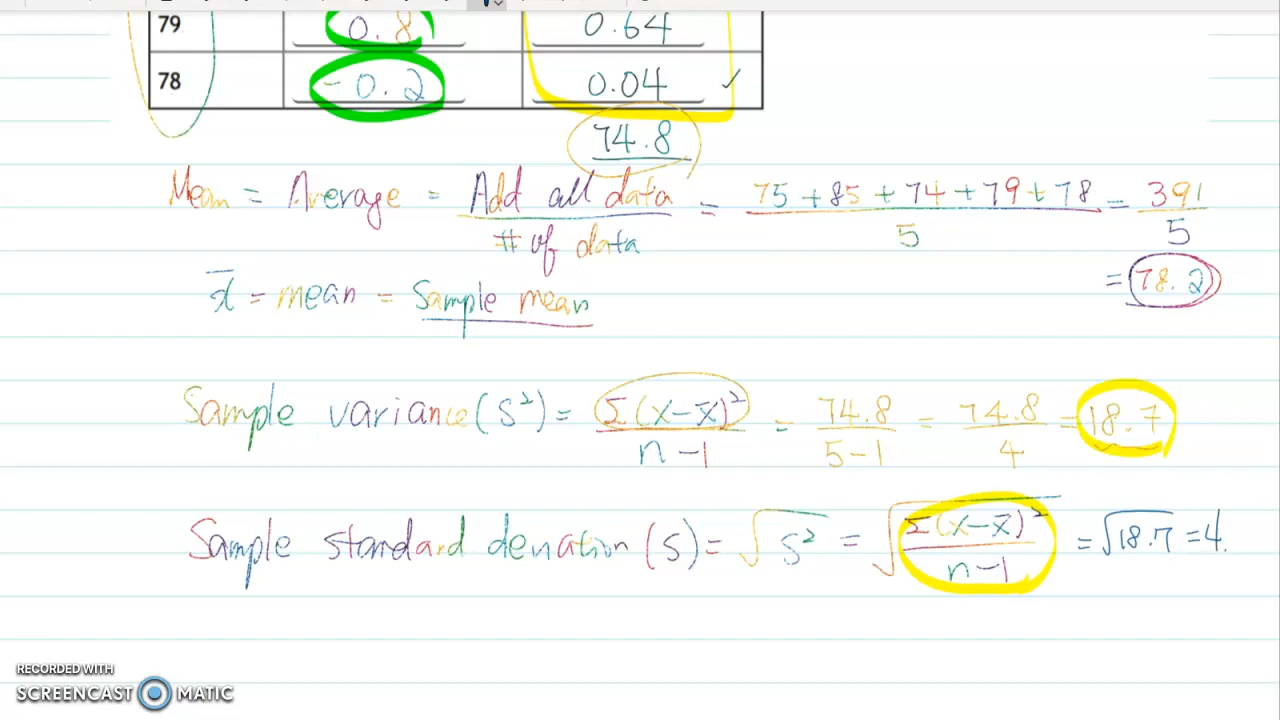 79 0.8 0.64
78 -0.2 0.04 ✓
74.8
Mean = Average = Add all data / # of data = 75+85+74+79+78 / 5 = 391 / 5
= 78.2
x̄ = mean = Sample mean
Sample variance (S²) = Σ(x-x̄)² / n-1 = 74.8 / 5-1 = 74.8 / 4 = 18.7
Sample standard deviation (S) = √S² = √Σ(x-x̄)² / n-1 = √18.7 = 4.
RECORDED WITH
SCREENCAST MATIC